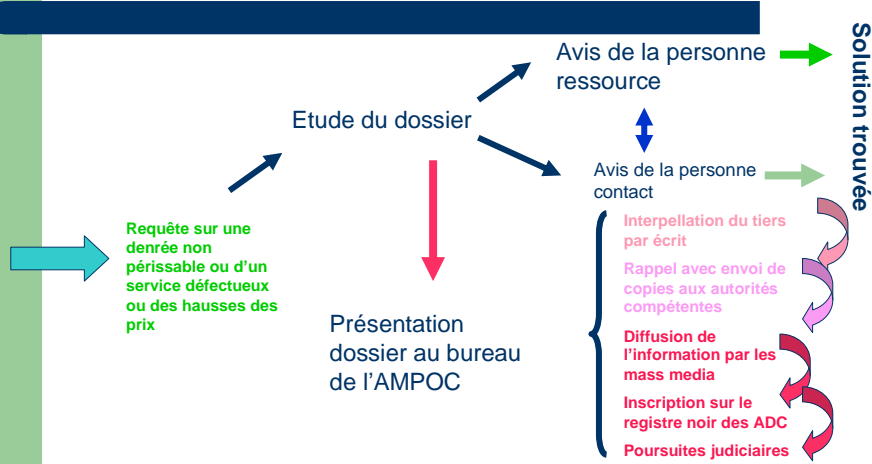 Requête sur une
denrée non
périssable ou d’un
service défectueux
ou des hausses des
prix
Etude du dossier
Présentation
dossier au bureau
de l’AMPOC
Avis de la personne
ressource
Avis de la personne
contact
Interpellation du tiers
par écrit
Rappel avec envoi de
copies aux autorités
compétentes
Diffusion de
l’information par les
mass media
Inscription sur le
registre noir des ADC
Poursuites judiciaires
Solution trouvée